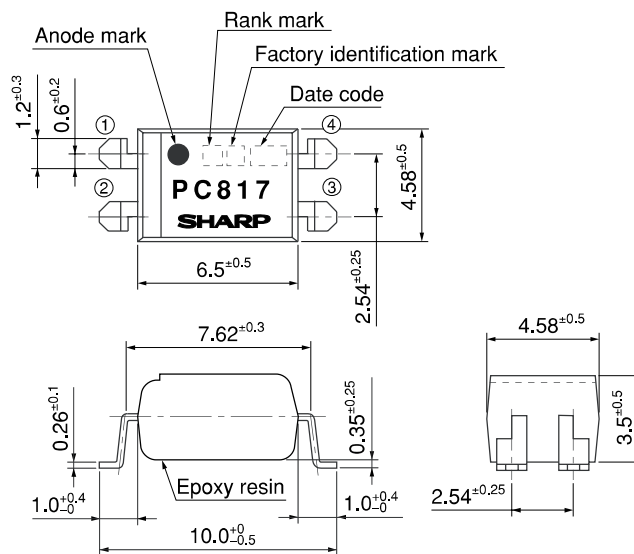 Anode mark
Rank mark
Factory identification mark
Date code
1.2±0.3
0.6±0.2
①
④
②
③
PC817
SHARP
4.58±0.5
2.54±0.25
6.5±0.5
7.62±0.3
4.58±0.5
0.26±0.1
0.35±0.25
3.5±0.5
Epoxy resin
1.0+0.4 −0
1.0+0.4 −0
10.0+0 −0.5
2.54±0.25